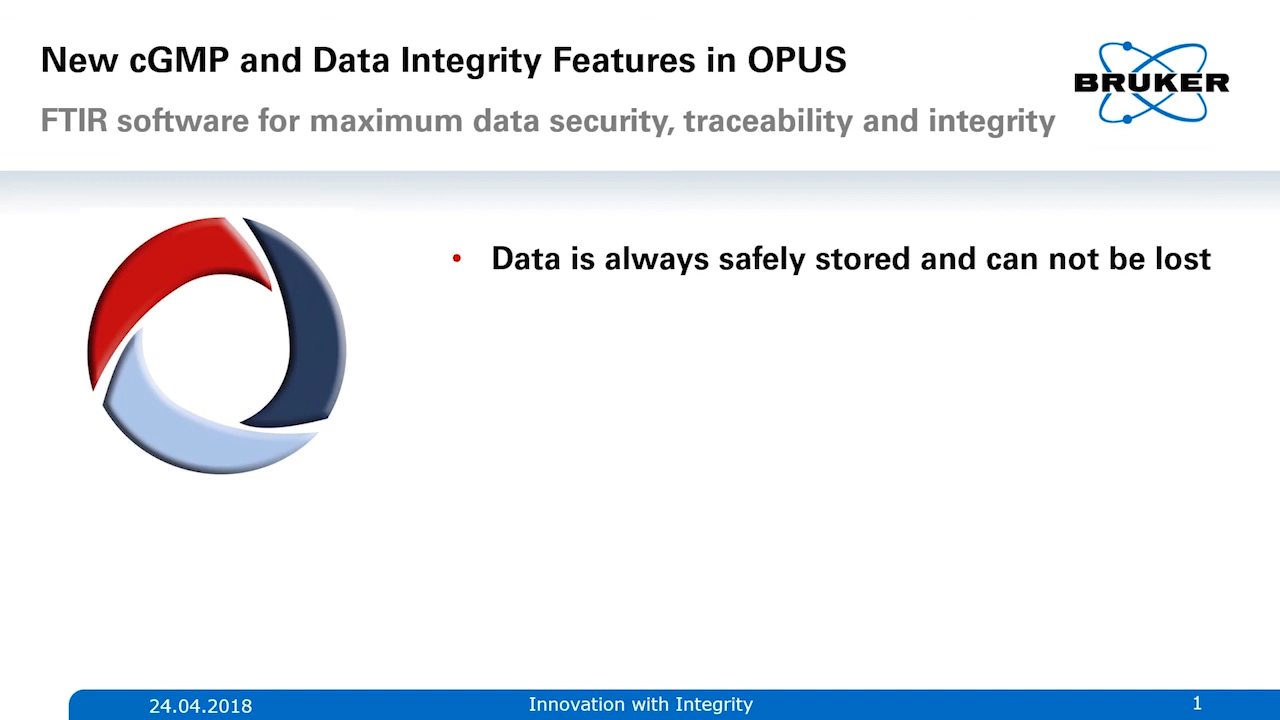 New cGMP and Data Integrity Features in OPUS
FTIR software for maximum data security, traceability and integrity
BRUKER
• Data is always safely stored and can not be lost
24.04.2018
Innovation with Integrity
1